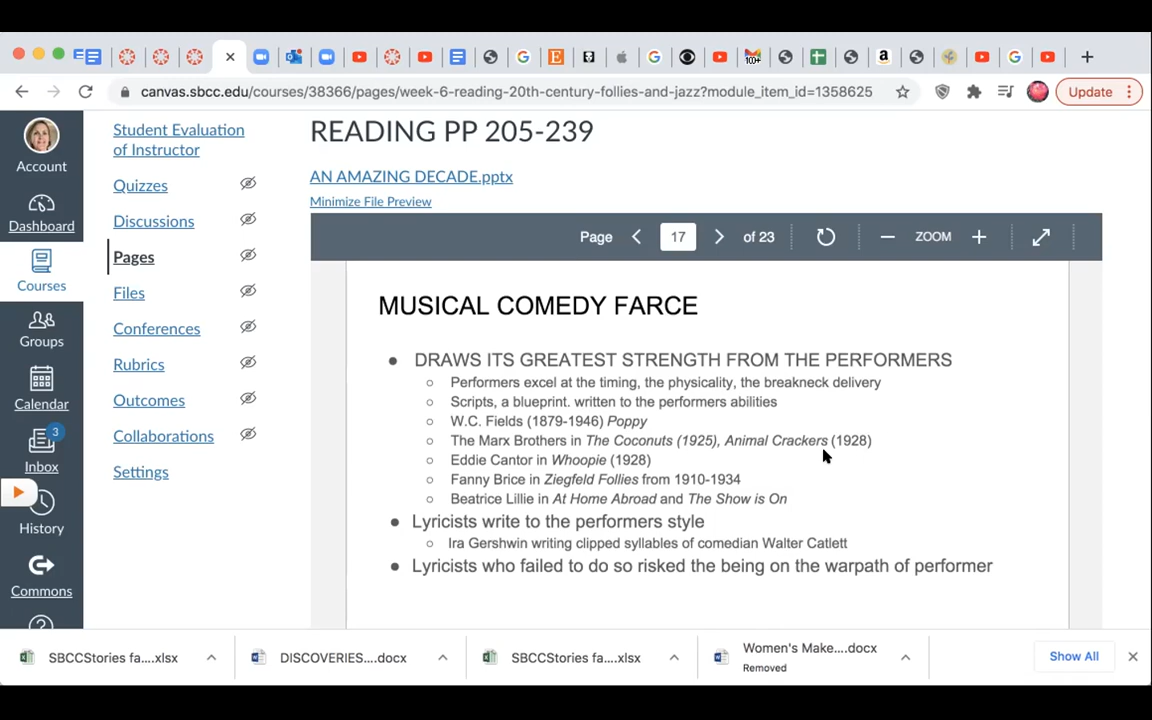 100+
canvas.sbcc.edu/courses/38366/pages/week-6-reading-20th-century-follies-and-jazz?module_item_id=1358625
Update
Account
Dashboard
Courses
Groups
Calendar
3
Inbox
History
Commons
Student Evaluation
of Instructor
Quizzes
Discussions
Pages
Files
Conferences
Rubrics
Outcomes
Collaborations
Settings
READING PP 205-239
AN AMAZING DECADE.pptx
Minimize File Preview
Page 17 of 23 ZOOM
MUSICAL COMEDY FARCE
DRAWS ITS GREATEST STRENGTH FROM THE PERFORMERS
Performers excel at the timing, the physicality, the breakneck delivery
Scripts, a blueprint. written to the performers abilities
W.C. Fields (1879-1946) Poppy
The Marx Brothers in The Coconuts (1925), Animal Crackers (1928)
Eddie Cantor in Whoopie (1928)
Fanny Brice in Ziegfeld Follies from 1910-1934
Beatrice Lillie in At Home Abroad and The Show is On
Lyricists write to the performers style
Ira Gershwin writing clipped syllables of comedian Walter Catlett
Lyricists who failed to do so risked the being on the warpath of performer
SBCCStories fa....xlsx
DISCOVERIES....docx
SBCCStories fa....xlsx
Women's Make....docx
Removed
Show All